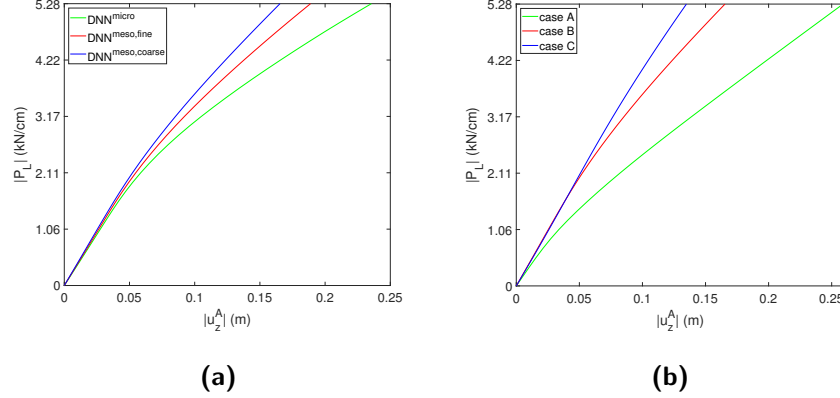 5.28
4.22
3.17
2.11
1.06
0
|P_L| (kN/cm)
DNN^micro
DNN^meso,fine
DNN^meso,coarse
0 0.05 0.1 0.15 0.2 0.25
|u_z^A| (m)
(a)
5.28
4.22
3.17
2.11
1.06
0
|P_L| (kN/cm)
case A
case B
case C
0 0.05 0.1 0.15 0.2 0.25
|u_z^A| (m)
(b)